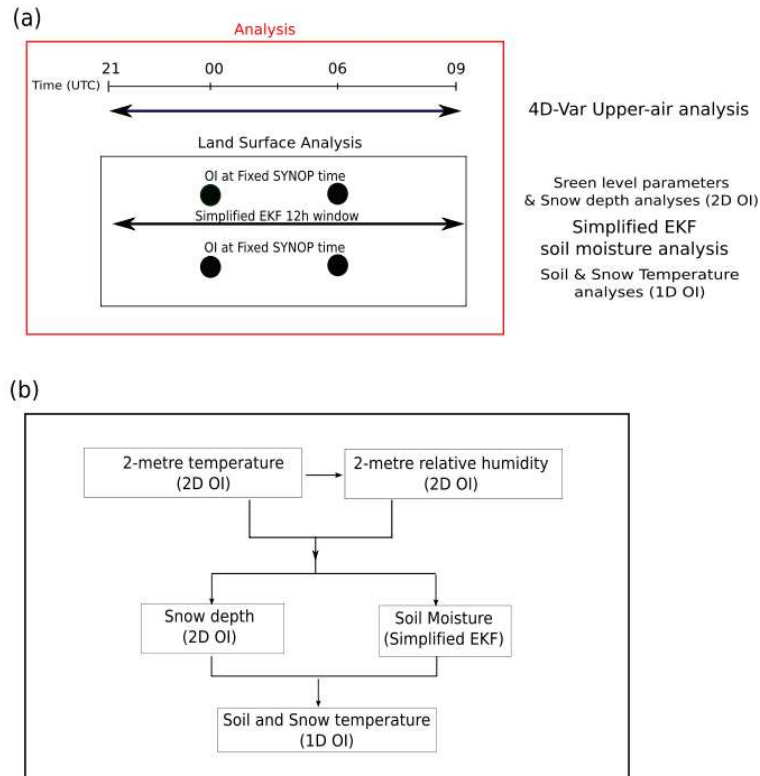 (a)
Analysis
21 00 06 09
Time (UTC)
4D-Var Upper-air analysis
Land Surface Analysis
OI at Fixed SYNOP time
Sreen level parameters
& Snow depth analyses (2D OI)
Simplified EKF 12h window
Simplified EKF
soil moisture analysis
OI at Fixed SYNOP time
Soil & Snow Temperature
analyses (1D OI)
(b)
2-metre temperature
(2D OI)
2-metre relative humidity
(2D OI)
Snow depth
(2D OI)
Soil Moisture
(Simplified EKF)
Soil and Snow temperature
(1D OI)